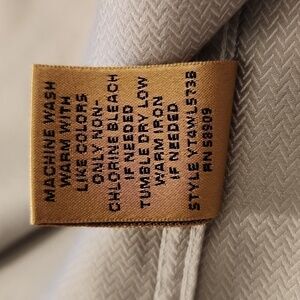 MACHINE WASH
WARM WITH
LIKE COLORS
ONLY NON-
CHLORINE BLEACH
IF NEEDED
TUMBLE DRY LOW
WARM IRON
IF NEEDED
STYLE YT4WL573B
RN 58909